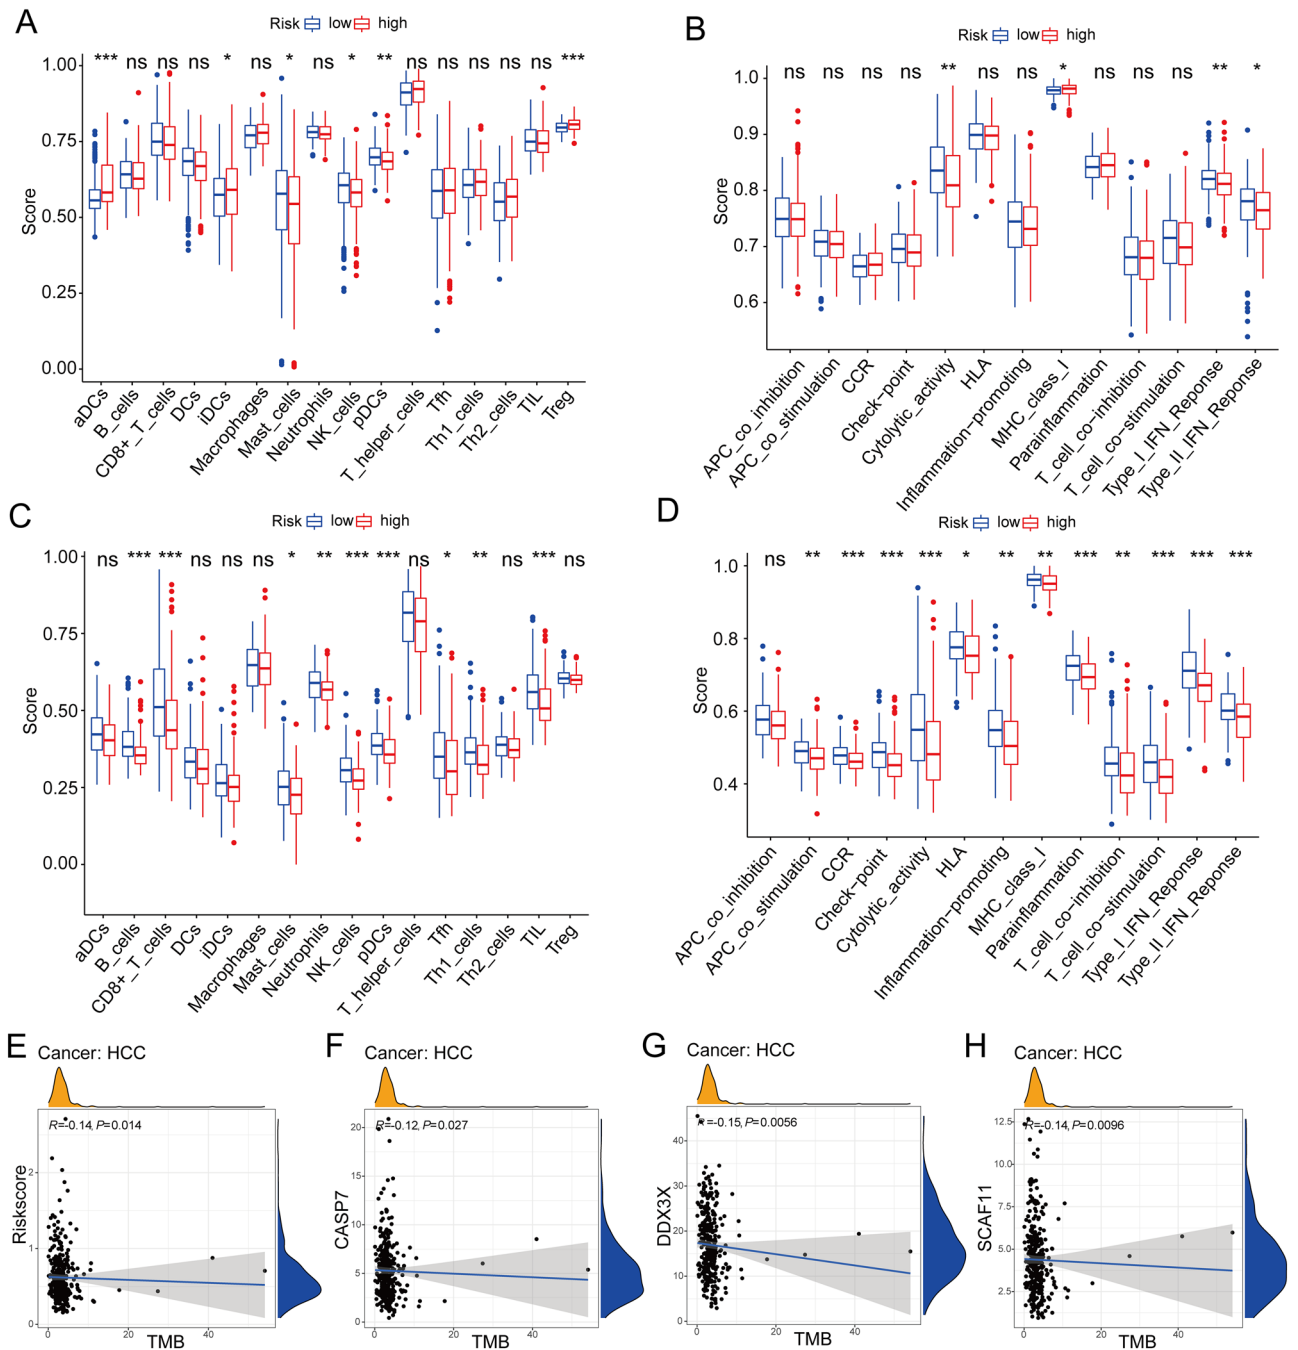 A
Risk low high
*** ns ns ns * ns * ns * ** ns ns ns ns ns ***
1.00
0.75
0.50
0.25
0.00
Score
aDCs
B_cells
CD8+_T_cells
DCs
iDCs
Macrophages
Mast_cells
Neutrophils
NK_cells
pDCs
T_helper_cells
Tfh
Th1_cells
Th2_cells
TIL
Treg
B
Risk low high
ns ns ns ns ** ns ns * ns ns ns ** *
1.0
0.9
0.8
0.7
0.6
Score
APC_co_inhibition
APC_co_stimulation
CCR
Check-point
Cytolytic_activity
HLA
Inflammation-promoting
MHC_class_I
Parainflammation
T_cell_co-inhibition
T_cell_co-stimulation
Type_I_IFN_Reponse
Type_II_IFN_Reponse
C
Risk low high
ns *** *** ns ns ns * ** *** *** ns * ** ns *** ns
1.00
0.75
0.50
0.25
0.00
Score
aDCs
B_cells
CD8+_T_cells
DCs
iDCs
Macrophages
Mast_cells
Neutrophils
NK_cells
pDCs
T_helper_cells
Tfh
Th1_cells
Th2_cells
TIL
Treg
D
Risk low high
ns ** *** *** *** * ** ** *** ** *** *** ***
1.0
0.8
0.6
0.4
Score
APC_co_inhibition
APC_co_stimulation
CCR
Check-point
Cytolytic_activity
HLA
Inflammation-promoting
MHC_class_I
Parainflammation
T_cell_co-inhibition
T_cell_co-stimulation
Type_I_IFN_Reponse
Type_II_IFN_Reponse
E
Cancer: HCC
R=-0.14, P=0.014
2
1
0
Riskscore
0 20 40
TMB
F
Cancer: HCC
R=-0.12, P=0.027
20
15
10
5
0
CASP7
0 20 40
TMB
G
Cancer: HCC
R=-0.15, P=0.0056
40
30
20
10
0
DDX3X
0 20 40
TMB
H
Cancer: HCC
R=-0.14, P=0.0096
12.5
10.0
7.5
5.0
2.5
SCAF11
0 20 40
TMB